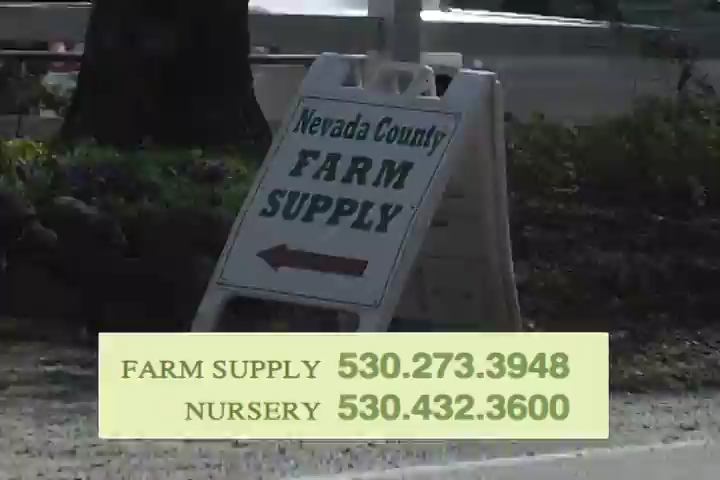 Nevada County
FARM
SUPPLY
FARM SUPPLY 530.273.3948
NURSERY 530.432.3600